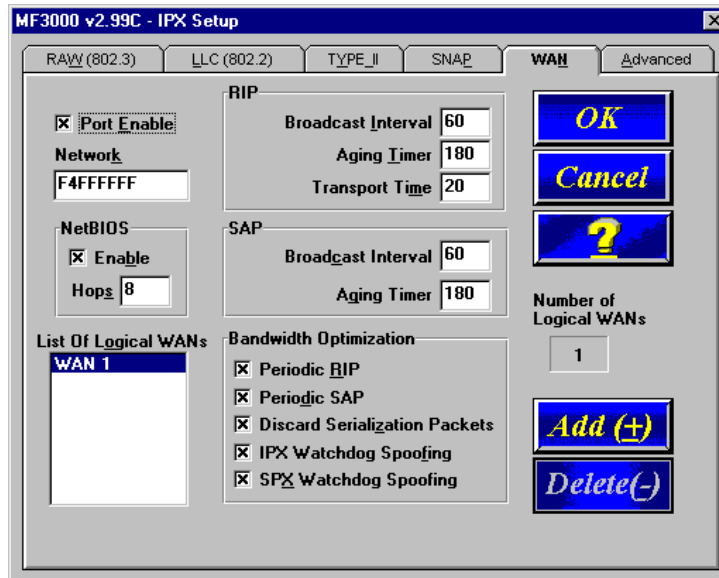 MF3000 v2.99C - IPX Setup
RAW (802.3)
LLC (802.2)
TYPE_II
SNAP
WAN
Advanced
Port Enable
Network
F4FFFFFF
NetBIOS
Enable
Hops 8
List Of Logical WANs
WAN 1
RIP
Broadcast Interval 60
Aging Timer 180
Transport Time 20
SAP
Broadcast Interval 60
Aging Timer 180
Bandwidth Optimization
Periodic RIP
Periodic SAP
Discard Serialization Packets
IPX Watchdog Spoofing
SPX Watchdog Spoofing
OK
Cancel
?
Number of
Logical WANs
1
Add (+)
Delete(-)